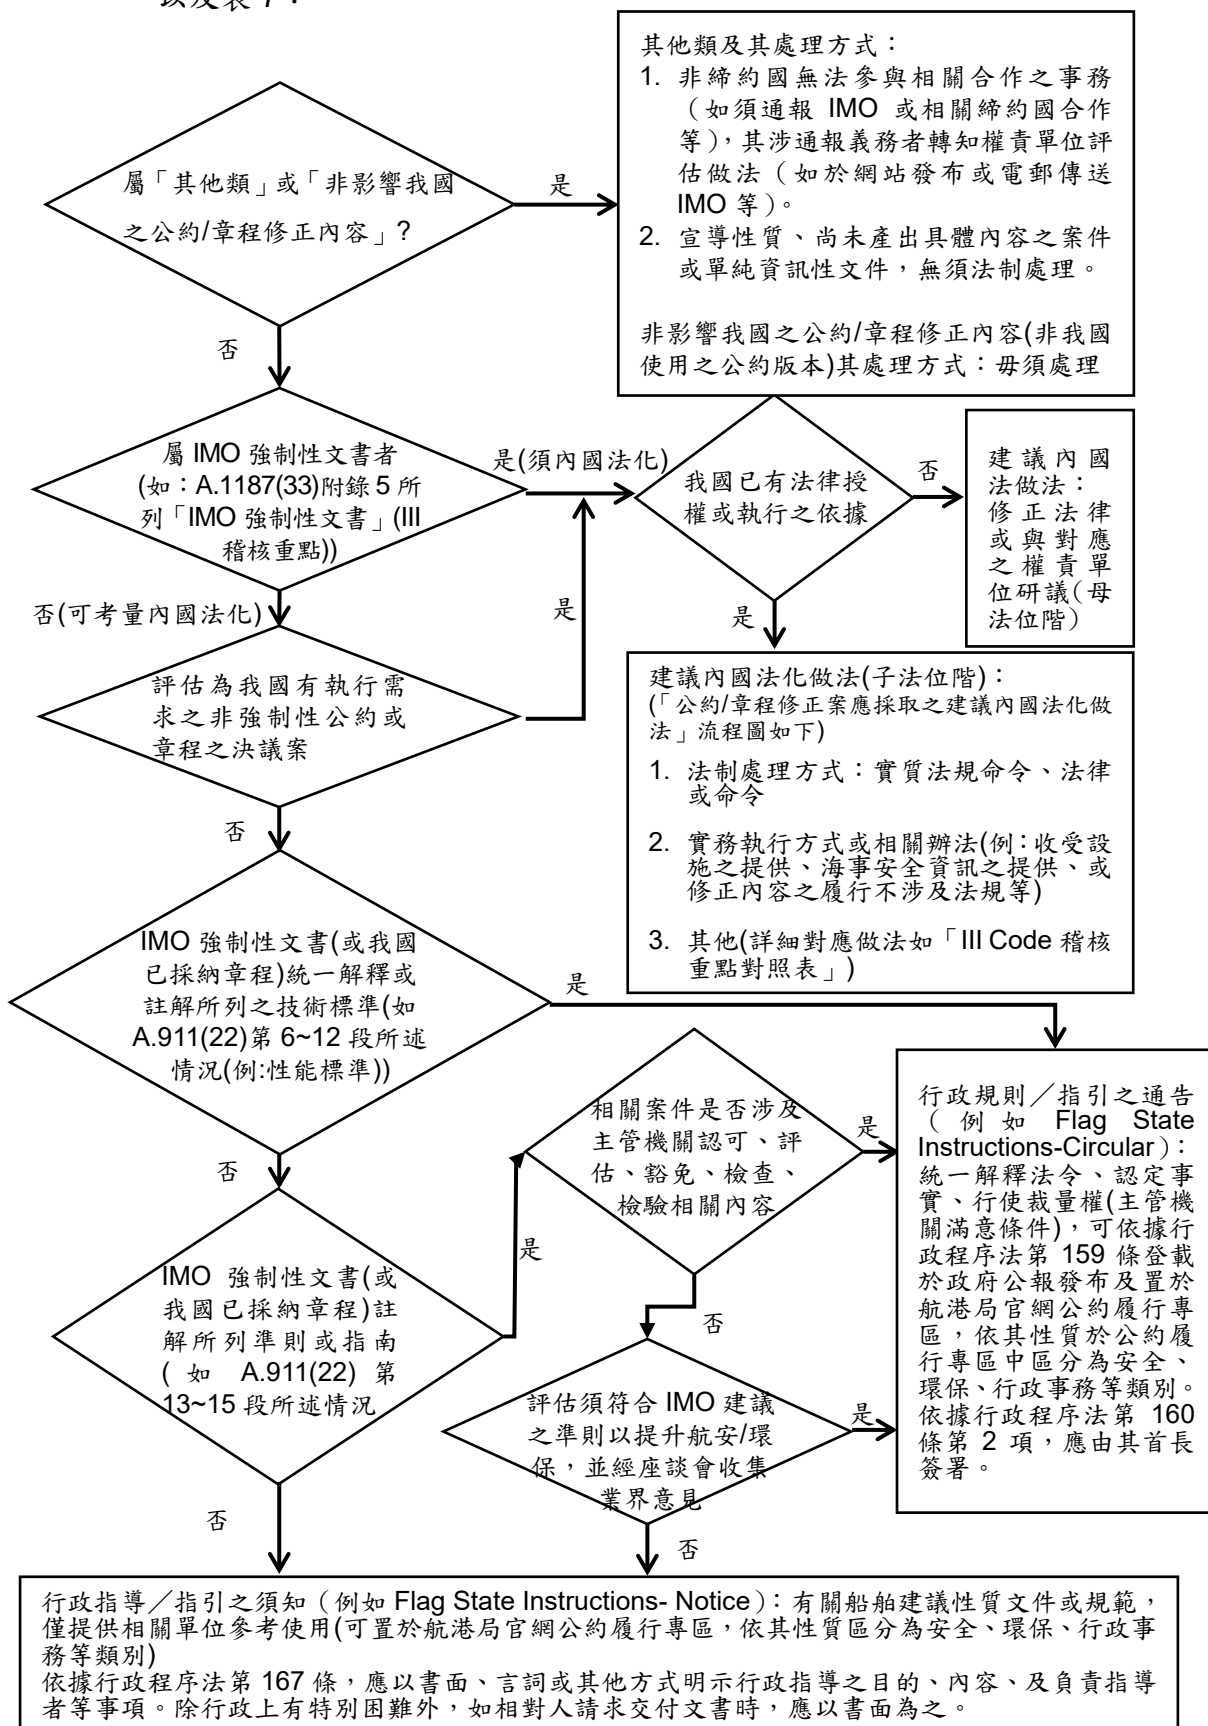 以及表 7：
屬「其他類」或「非影響我國
之公約/章程修正內容」？
是
其他類及其處理方式：
1. 非締約國無法參與相關合作之事務
（如須通報 IMO 或相關締約國合作
等），其涉通報義務者轉知權責單位評
估做法（如於網站發布或電郵傳送
IMO 等）。
2. 宣導性質、尚未產出具體內容之案件
或單純資訊性文件，無須法制處理。
非影響我國之公約/章程修正內容(非我國
使用之公約版本)其處理方式：毋須處理
否
屬 IMO 強制性文書者
(如：A.1187(33)附錄 5 所
列「IMO 強制性文書」(III
稽核重點))
是(須內國法化)
我國已有法律授
權或執行之依據
否
建議內國
法做法：
修正法律
或與對應
之權責單
位研議(母
法位階)
否(可考量內國法化)
是
是
評估為我國有執行需
求之非強制性公約或
章程之決議案
建議內國法化做法(子法位階)：
(「公約/章程修正案應採取之建議內國法化做
法」流程圖如下)
1. 法制處理方式：實質法規命令、法律
或命令
2. 實務執行方式或相關辦法(例：收受設
施之提供、海事安全資訊之提供、或
修正內容之履行不涉及法規等)
3. 其他(詳細對應做法如「III Code 稽核
重點對照表」)
否
IMO 強制性文書(或我國
已採納章程)統一解釋或
註解所列之技術標準(如
A.911(22)第 6~12 段所述
情況(例:性能標準))
是
相關案件是否涉及
主管機關認可、評
估、豁免、檢查、
檢驗相關內容
是
行政規則／指引之通告
（例如 Flag State
Instructions-Circular）：
統一解釋法令、認定事
實、行使裁量權(主管機
關滿意條件)，可依據行
政程序法第 159 條登載
於政府公報發布及置於
航港局官網公約履行專
區，依其性質於公約履
行專區中區分為安全、
環保、行政事務等類別。
依據行政程序法第 160
條第 2 項，應由其首長
簽署。
否
IMO 強制性文書(或
我國已採納章程)註
解所列準則或指南
(如 A.911(22) 第
13~15 段所述情況
是
否
評估須符合 IMO 建議
之準則以提升航安/環
保，並經座談會收集
業界意見
是
否
否
行政指導／指引之須知（例如 Flag State Instructions- Notice）：有關船舶建議性質文件或規範，
僅提供相關單位參考使用(可置於航港局官網公約履行專區，依其性質區分為安全、環保、行政事
務等類別)
依據行政程序法第 167 條，應以書面、言詞或其他方式明示行政指導之目的、內容、及負責指導
者等事項。除行政上有特別困難外，如相對人請求交付文書時，應以書面為之。